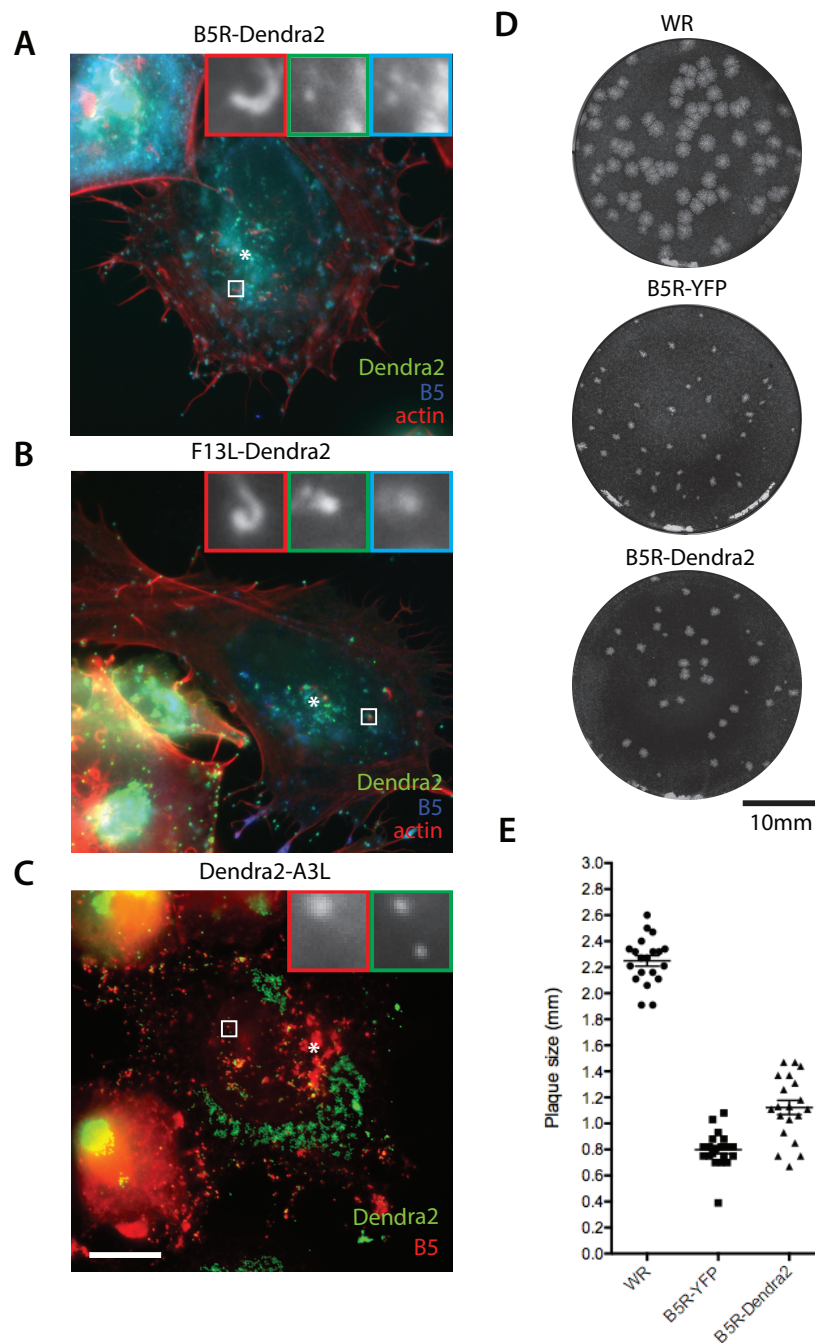 A
B5R-Dendra2
*
Dendra2
B5
actin
B
F13L-Dendra2
*
Dendra2
B5
actin
C
Dendra2-A3L
*
Dendra2
B5
D
WR
B5R-YFP
B5R-Dendra2
10mm
E
Plaque size (mm)
3.0
2.8
2.6
2.4
2.2
2.0
1.8
1.6
1.4
1.2
1.0
0.8
0.6
0.4
0.2
0.0
WR
B5R-YFP
B5R-Dendra2